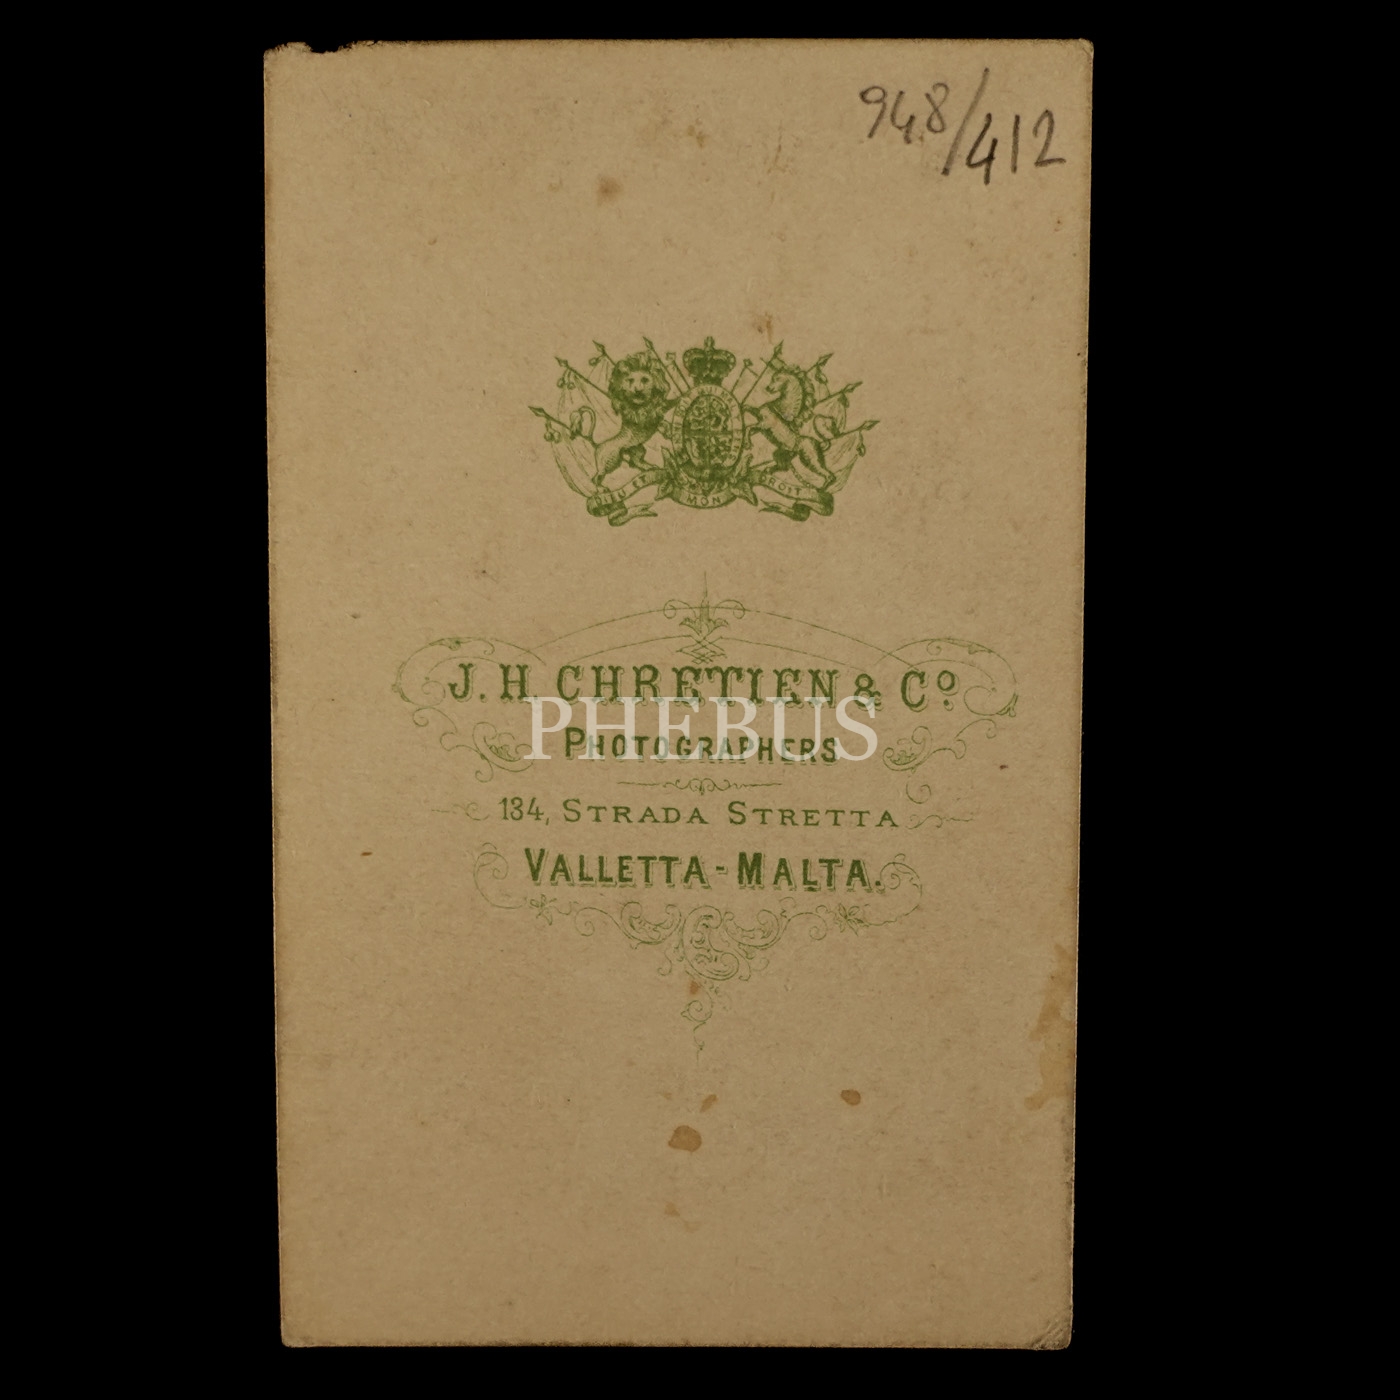 948/412
DIEU ET MON DROIT
J. H. CHRETIEN & Cº
PHEBUS
PHOTOGRAPHERS
134, STRADA STRETTA
VALLETTA-MALTA.